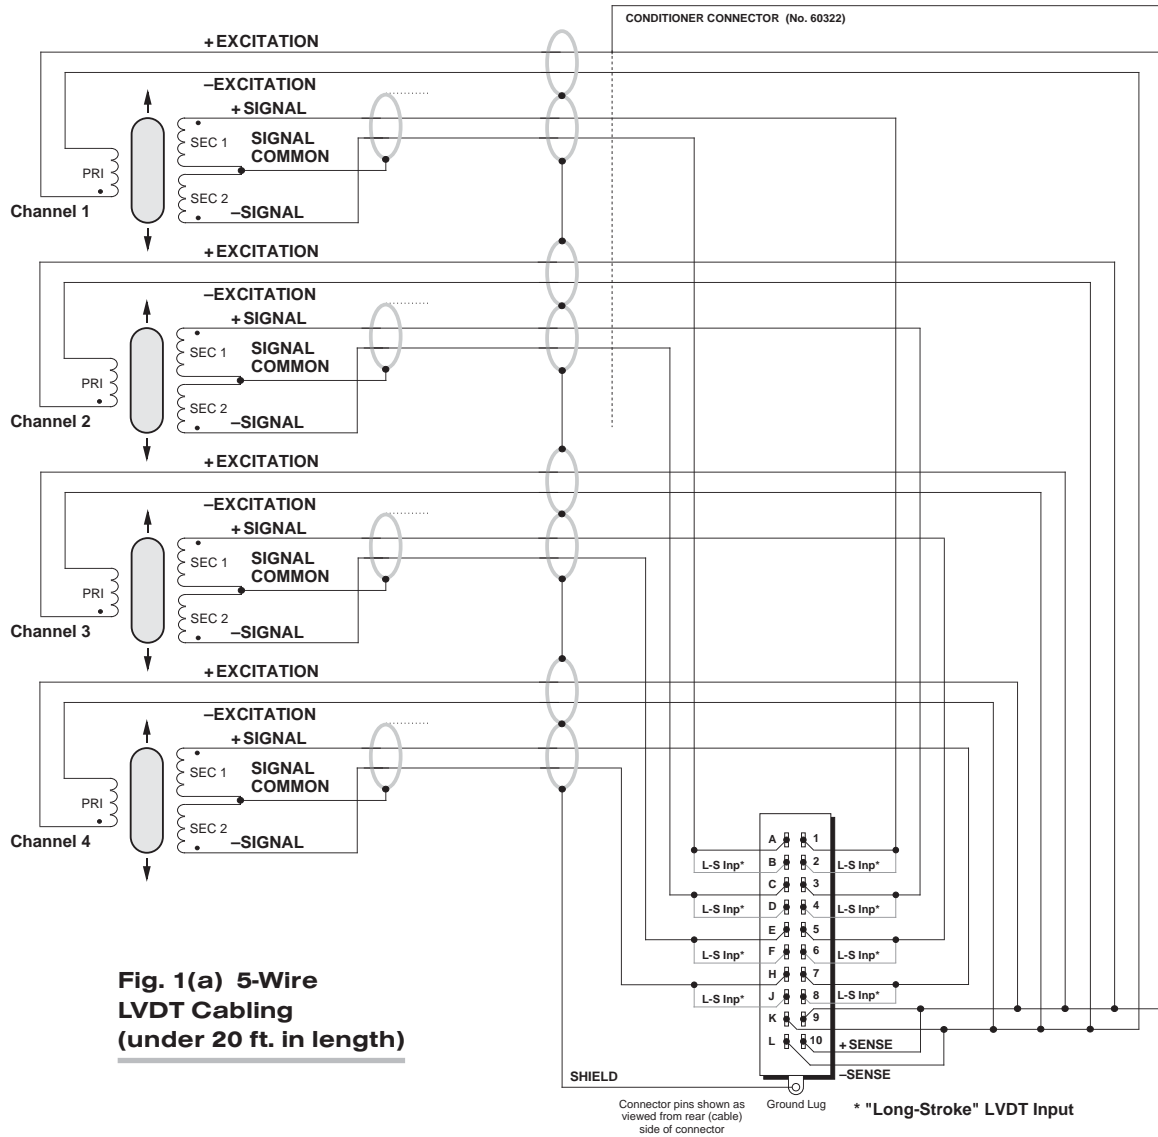 CONDITIONER CONNECTOR (No. 60322)
+EXCITATION
–EXCITATION
+SIGNAL
SEC 1
SIGNAL
COMMON
PRI
SEC 2
–SIGNAL
Channel 1
+EXCITATION
–EXCITATION
+SIGNAL
SEC 1
SIGNAL
COMMON
PRI
SEC 2
–SIGNAL
Channel 2
+EXCITATION
–EXCITATION
+SIGNAL
SEC 1
SIGNAL
COMMON
PRI
SEC 2
–SIGNAL
Channel 3
+EXCITATION
–EXCITATION
+SIGNAL
SEC 1
SIGNAL
COMMON
PRI
SEC 2
–SIGNAL
Channel 4
A 1
L-S Inp* B 2 L-S Inp*
C 3
L-S Inp* D 4 L-S Inp*
E 5
L-S Inp* F 6 L-S Inp*
H 7
L-S Inp* J 8 L-S Inp*
K 9
L 10 +SENSE
–SENSE
SHIELD
Fig. 1(a) 5-Wire
LVDT Cabling
(under 20 ft. in length)
Connector pins shown as
viewed from rear (cable)
side of connector
Ground Lug
* "Long-Stroke" LVDT Input